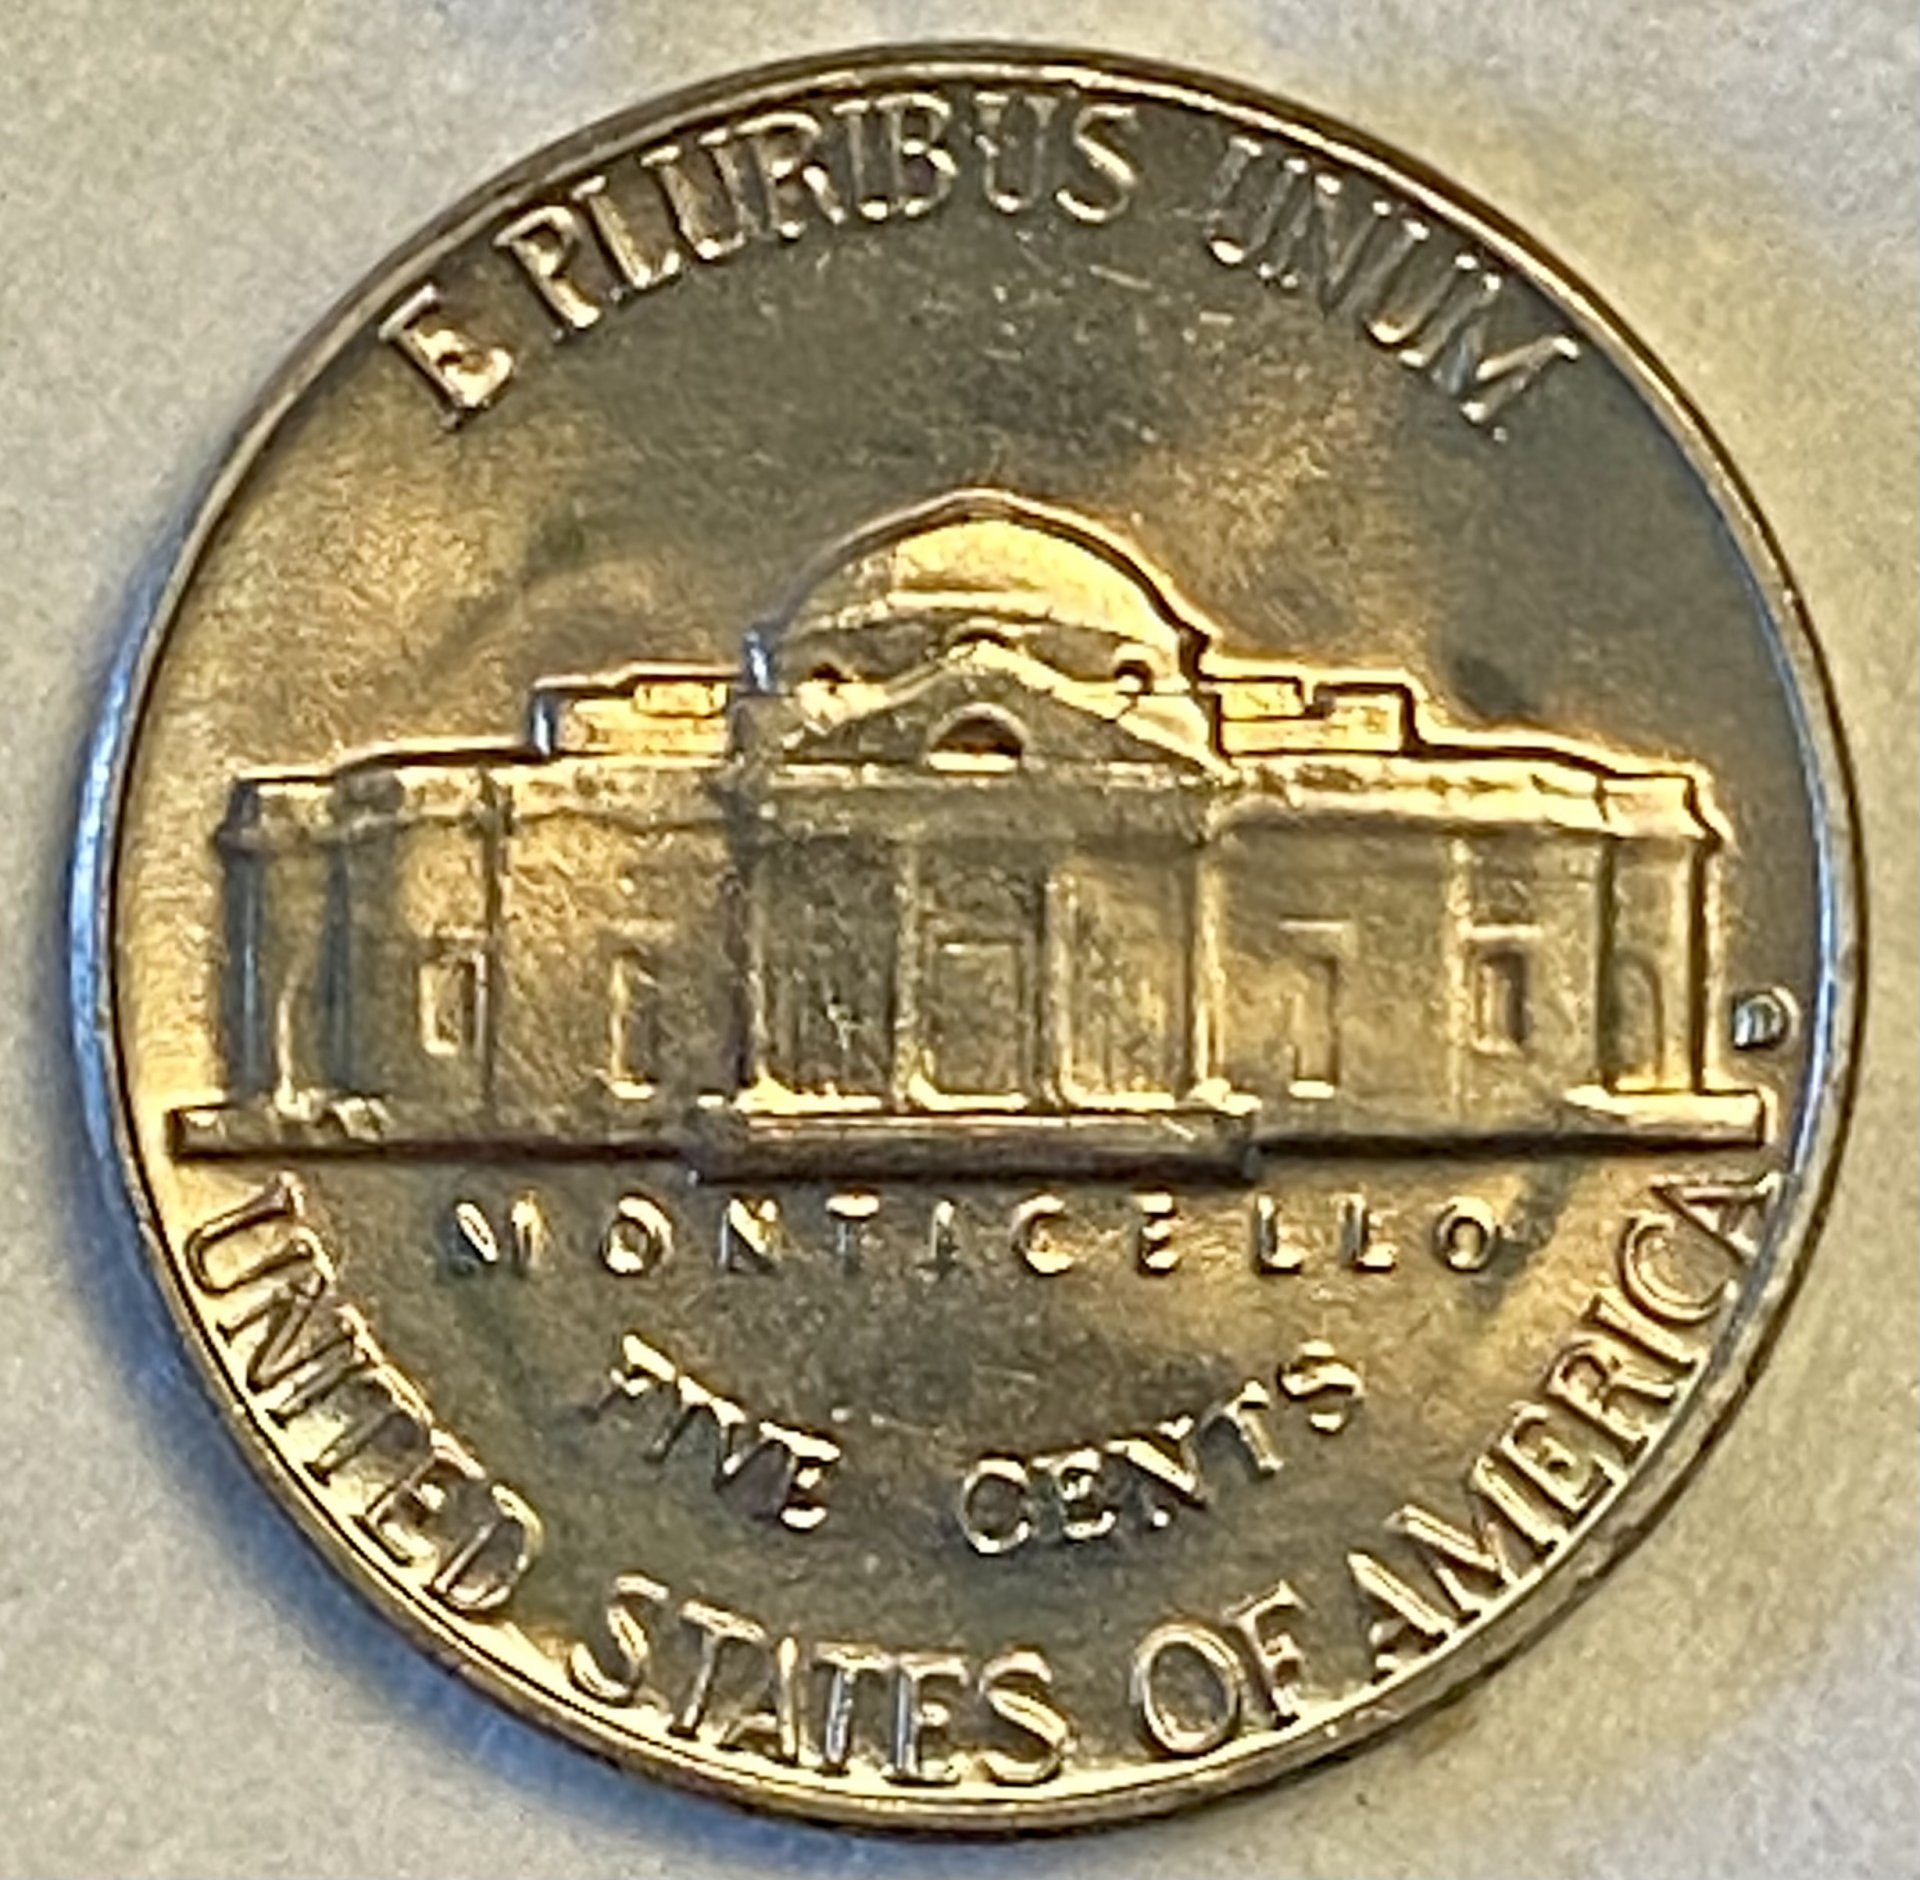 E PLURIBUS UNUM
D
MONTICELLO
FIVE CENTS
UNITED STATES OF AMERICA